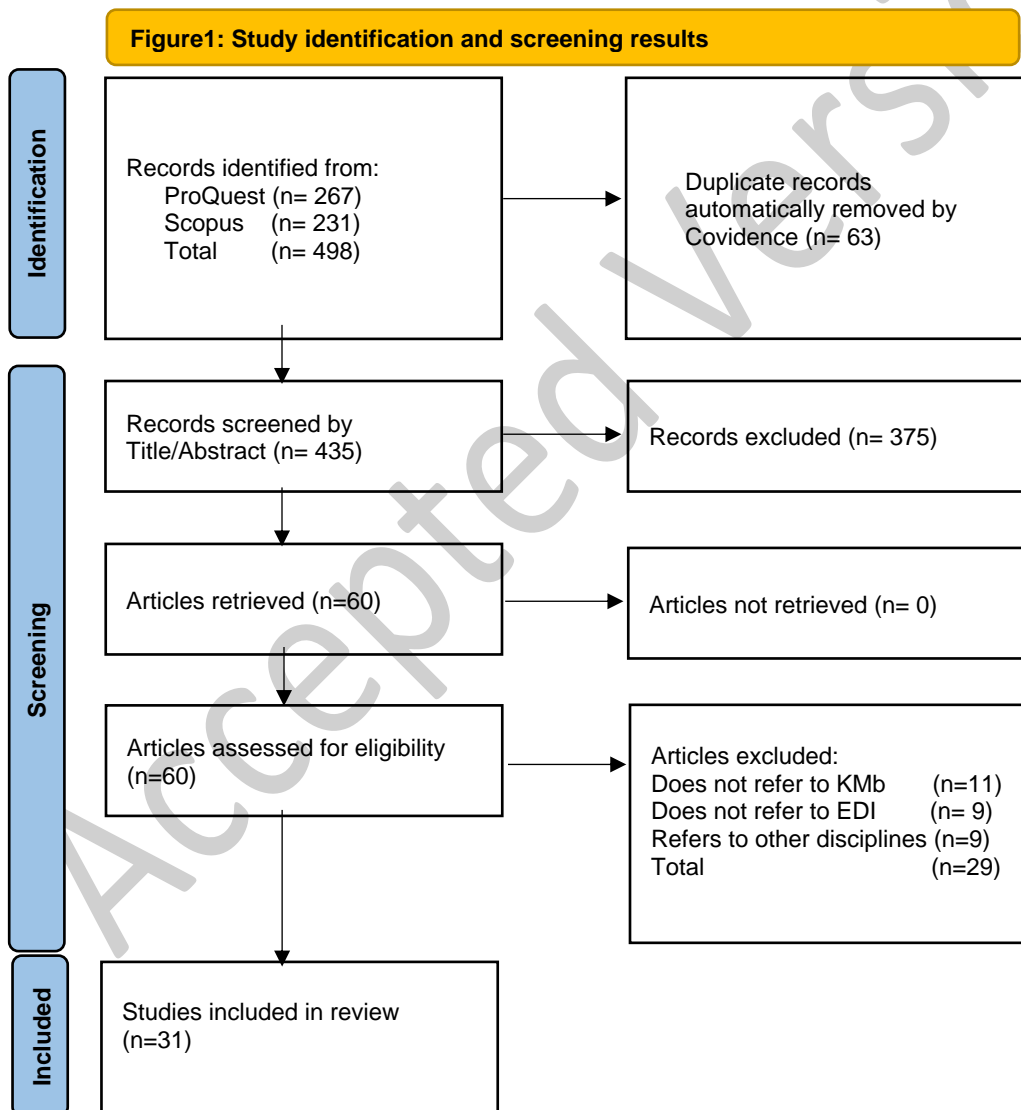 Figure1: Study identification and screening results
Identification
Records identified from:
ProQuest (n= 267)
Scopus (n= 231)
Total (n= 498)
Duplicate records
automatically removed by
Covidence (n= 63)
Screening
Records screened by
Title/Abstract (n= 435)
Records excluded (n= 375)
Articles retrieved (n=60)
Articles not retrieved (n= 0)
Articles assessed for eligibility
(n=60)
Articles excluded:
Does not refer to KMb (n=11)
Does not refer to EDI (n= 9)
Refers to other disciplines (n=9)
Total (n=29)
Included
Studies included in review
(n=31)
Accepted Versi